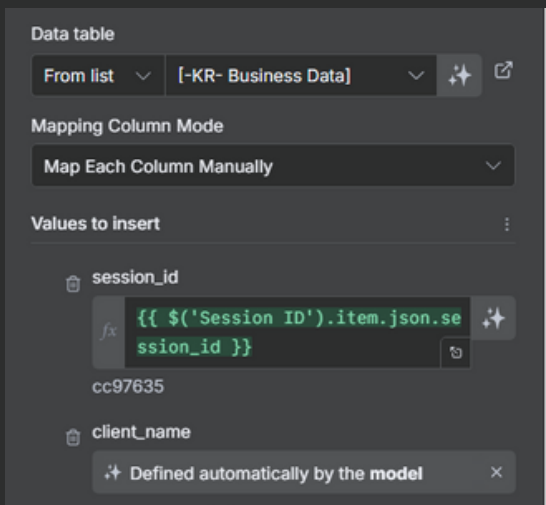 Data table
From list [-KR- Business Data]
Mapping Column Mode
Map Each Column Manually
Values to insert
session_id
fx {{ $('Session ID').item.json.se
ssion_id }}
cc97635
client_name
Defined automatically by the model